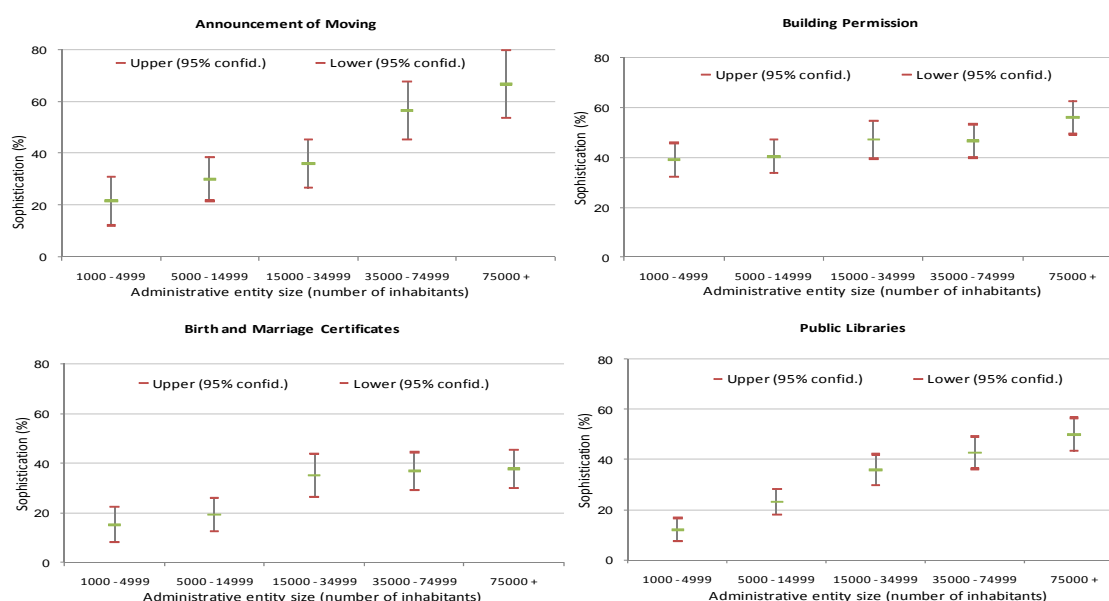 Announcement of Moving
80
Upper (95% confid.) Lower (95% confid.)
60
40
20
0
Sophistication (%)
1000 - 4999 5000 - 14999 15000 - 34999 35000 - 74999 75000 +
Administrative entity size (number of inhabitants)
Building Permission
80
Upper (95% confid.) Lower (95% confid.)
60
40
20
0
Sophistication (%)
1000 - 4999 5000 - 14999 15000 - 34999 35000 - 74999 75000 +
Administrative entity size (number of inhabitants)
Birth and Marriage Certificates
80
Upper (95% confid.) Lower (95% confid.)
60
40
20
0
Sophistication (%)
1000 - 4999 5000 - 14999 15000 - 34999 35000 - 74999 75000 +
Administrative entity size (number of inhabitants)
Public Libraries
80
Upper (95% confid.) Lower (95% confid.)
60
40
20
0
Sophistication (%)
1000 - 4999 5000 - 14999 15000 - 34999 35000 - 74999 75000 +
Administrative entity size (number of inhabitants)